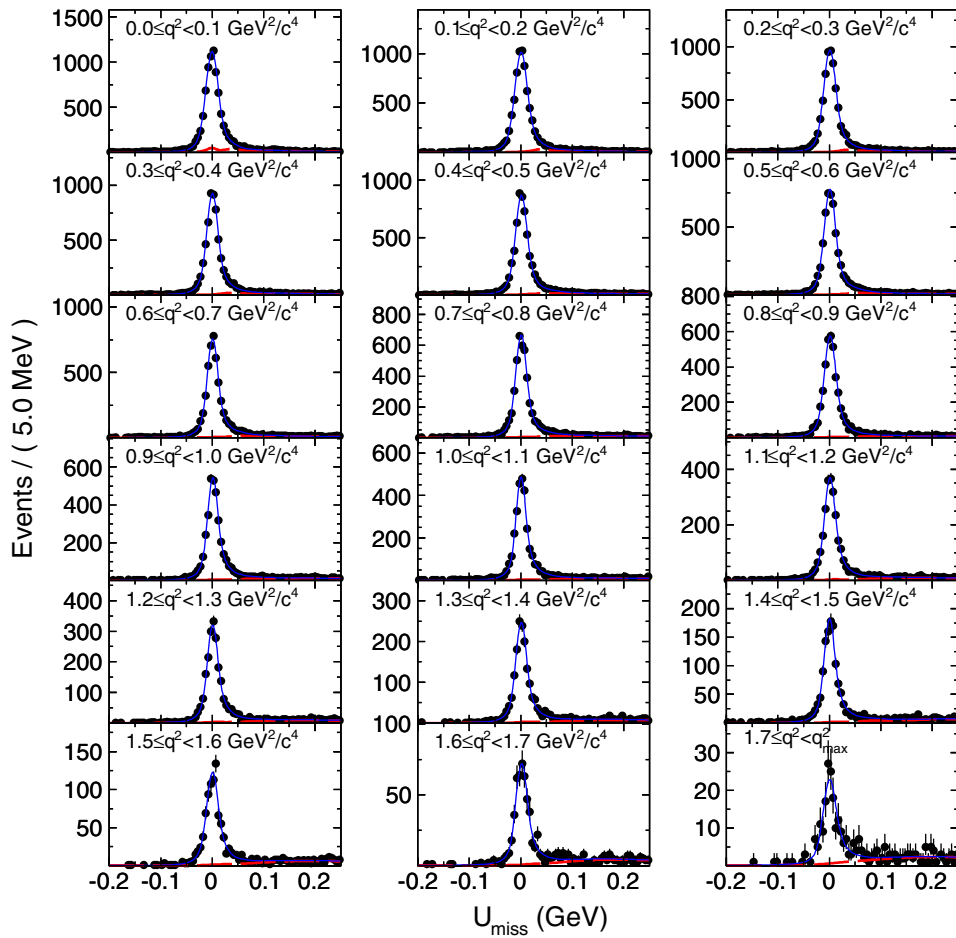 0.0≤q²<0.1 GeV²/c⁴
0.1≤q²<0.2 GeV²/c⁴
0.2≤q²<0.3 GeV²/c⁴
1500
1000
500
1000
500
1000
500
0.3≤q²<0.4 GeV²/c⁴
0.4≤q²<0.5 GeV²/c⁴
0.5≤q²<0.6 GeV²/c⁴
1000
500
1000
500
1000
500
0.6≤q²<0.7 GeV²/c⁴
0.7≤q²<0.8 GeV²/c⁴
0.8≤q²<0.9 GeV²/c⁴
1000
500
800
600
400
200
800
600
400
200
0.9≤q²<1.0 GeV²/c⁴
1.0≤q²<1.1 GeV²/c⁴
1.1≤q²<1.2 GeV²/c⁴
600
400
200
600
400
200
400
200
1.2≤q²<1.3 GeV²/c⁴
1.3≤q²<1.4 GeV²/c⁴
1.4≤q²<1.5 GeV²/c⁴
400
300
200
100
300
200
100
200
150
100
50
1.5≤q²<1.6 GeV²/c⁴
1.6≤q²<1.7 GeV²/c⁴
1.7≤q²<q²max
150
100
50
100
50
30
20
10
-0.2 -0.1 0 0.1 0.2
-0.2 -0.1 0 0.1 0.2
-0.2 -0.1 0 0.1 0.2
Events / ( 5.0 MeV )
U_miss (GeV)